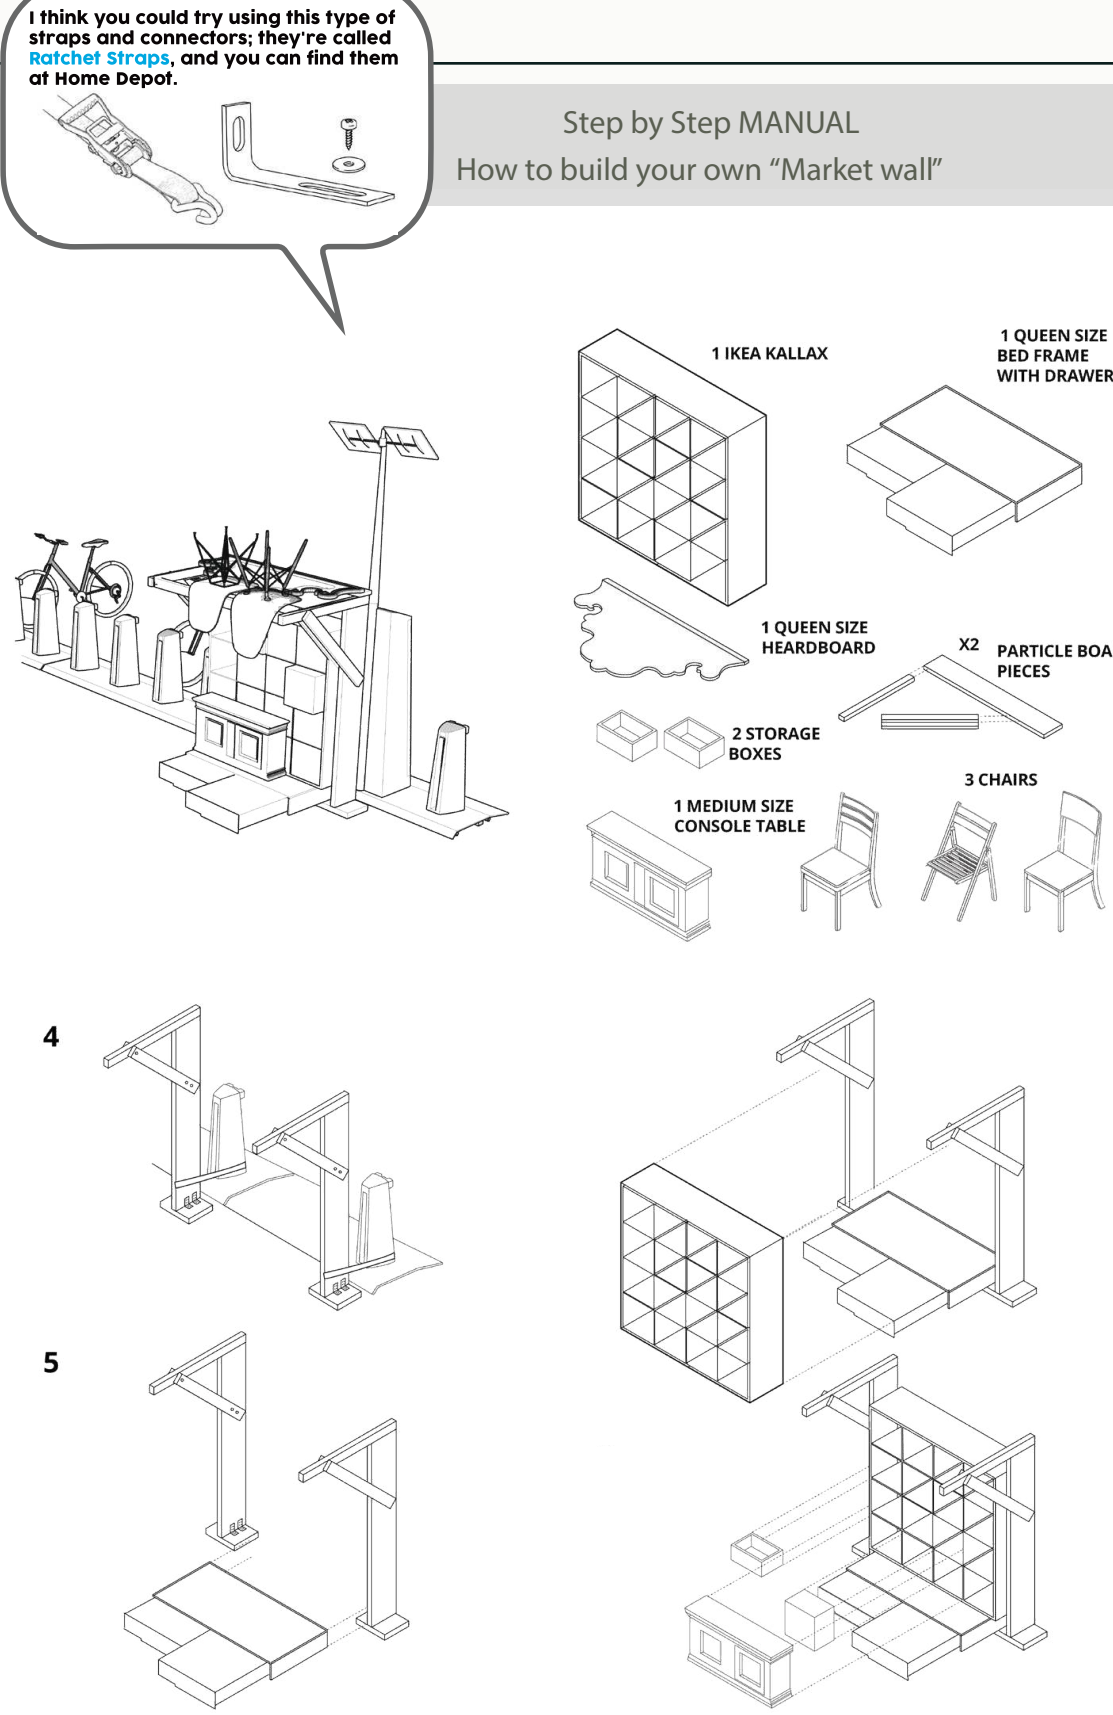 I think you could try using this type of
straps and connectors; they're called
Ratchet Straps, and you can find them
at Home Depot.
Step by Step MANUAL
How to build your own “Market wall”
1 IKEA KALLAX
1 QUEEN SIZE
BED FRAME
WITH DRAWER
1 QUEEN SIZE
HEARDBOARD
X2
PARTICLE BOA
PIECES
2 STORAGE
BOXES
3 CHAIRS
1 MEDIUM SIZE
CONSOLE TABLE
4
5